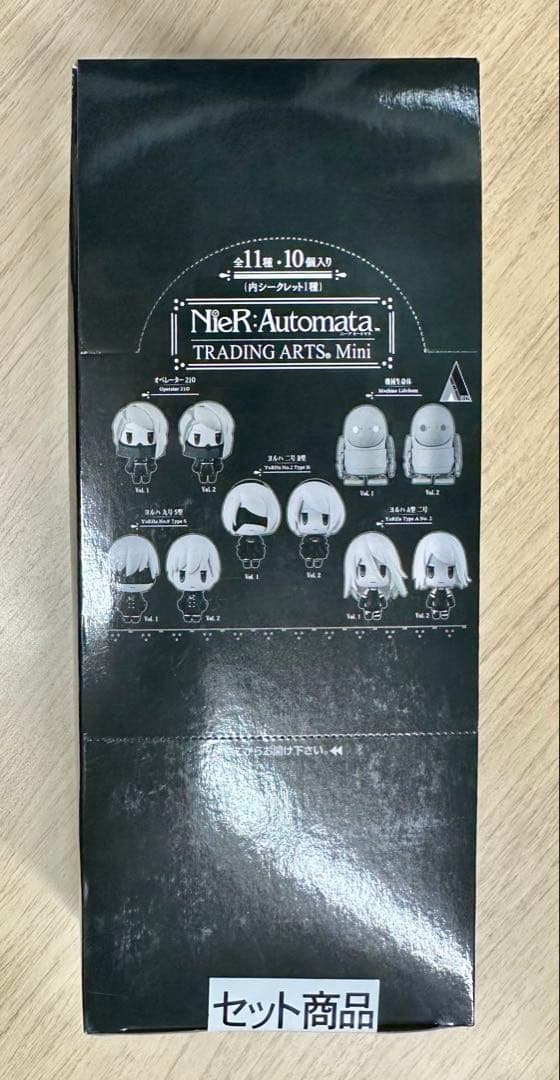 全11種・10個入り
(内シークレット1種)
NieR:Automata™
ニーア オートマタ
TRADING ARTS® Mini
オペレーター21O
Operator 21O
機械生命体
Machine Lifeform
Vol. 1
Vol. 2
Vol. 1
Vol. 2
ヨルハ 二号 B型
YoRHa No.2 Type B
ヨルハ 九号 S型
YoRHa No.9 Type S
ヨルハ A型 二号
YoRHa Type A No. 2
Vol. 1
Vol. 2
Vol. 1
Vol. 2
Vol. 1
Vol. 2
てからお開け下さい。
セット商品